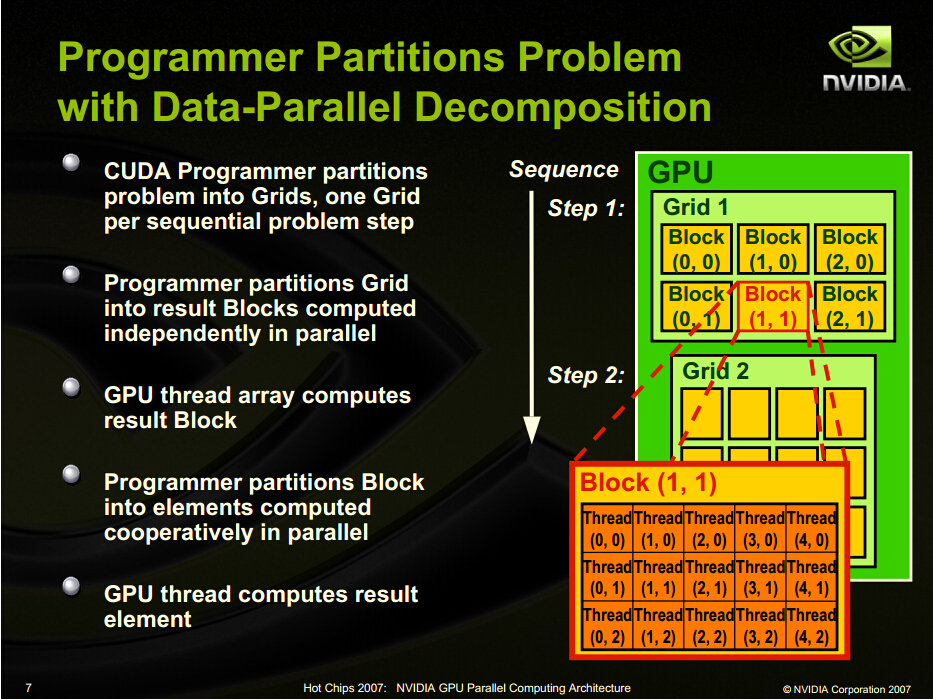 Programmer Partitions Problem
with Data-Parallel Decomposition
NVIDIA.
CUDA Programmer partitions
problem into Grids, one Grid
per sequential problem step
Programmer partitions Grid
into result Blocks computed
independently in parallel
GPU thread array computes
result Block
Programmer partitions Block
into elements computed
cooperatively in parallel
GPU thread computes result
element
Sequence
Step 1:
Step 2:
GPU
Grid 1
Block Block Block
(0, 0) (1, 0) (2, 0)
Block Block Block
(0, 1) (1, 1) (2, 1)
Grid 2
Block (1, 1)
Thread Thread Thread Thread Thread
(0, 0) (1, 0) (2, 0) (3, 0) (4, 0)
Thread Thread Thread Thread Thread
(0, 1) (1, 1) (2, 1) (3, 1) (4, 1)
Thread Thread Thread Thread Thread
(0, 2) (1, 2) (2, 2) (3, 2) (4, 2)
7
Hot Chips 2007: NVIDIA GPU Parallel Computing Architecture
© NVIDIA Corporation 2007